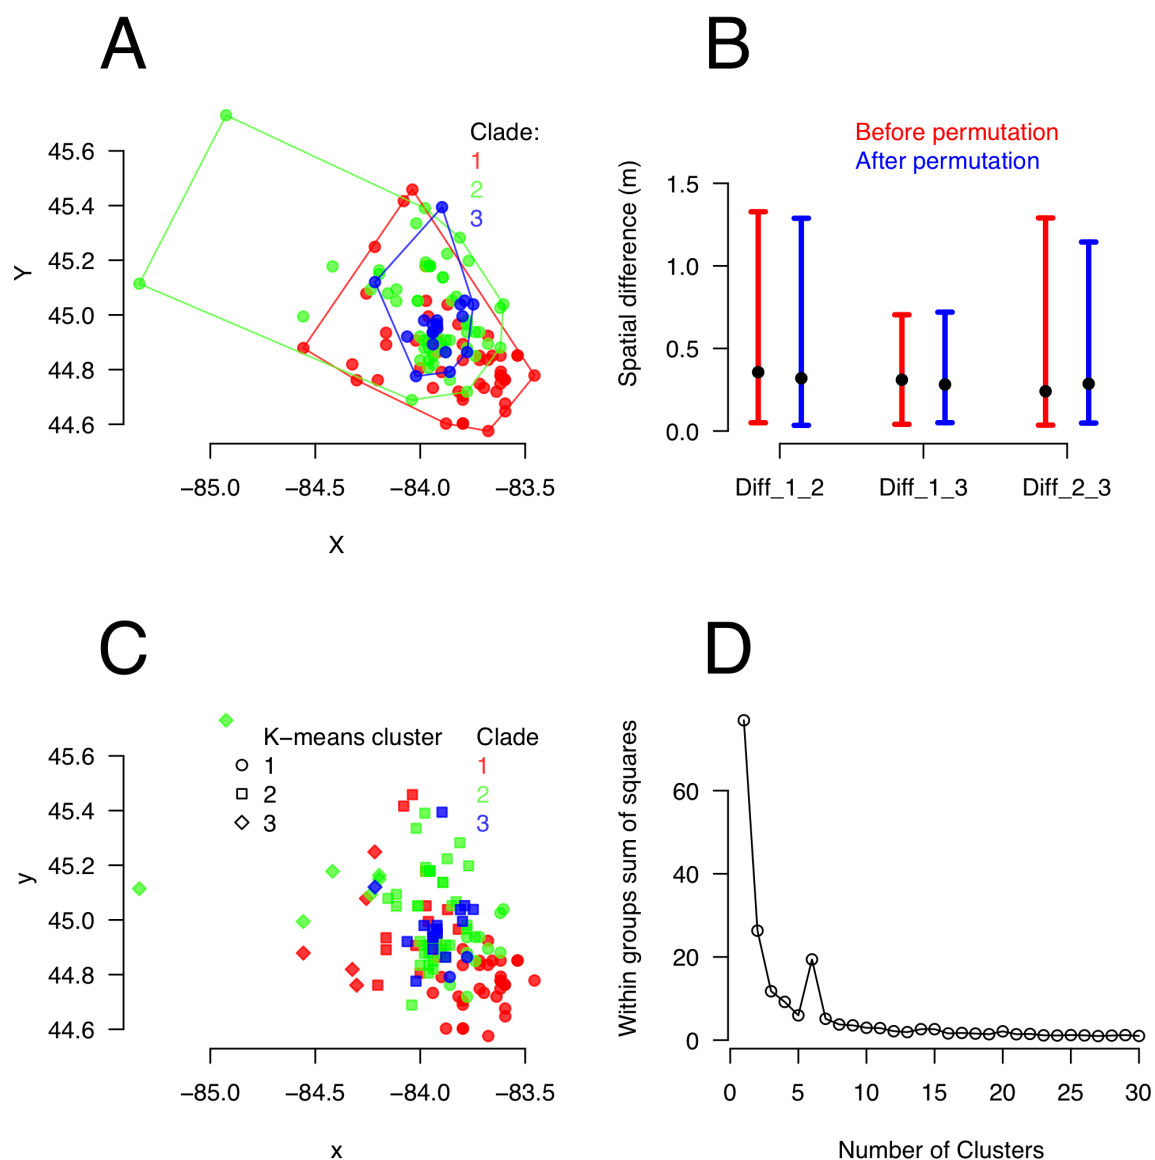 A
Clade:
1
2
3
45.6
45.4
45.2
45.0
44.8
44.6
Y
−85.0 −84.5 −84.0 −83.5
X
B
Before permutation
After permutation
1.5
1.0
0.5
0.0
Spatial difference (m)
Diff_1_2 Diff_1_3 Diff_2_3
C
K−means cluster Clade
1 1
2 2
3 3
45.6
45.4
45.2
45.0
44.8
44.6
y
−85.0 −84.5 −84.0 −83.5
x
D
60
40
20
0
Within groups sum of squares
0 5 10 15 20 25 30
Number of Clusters